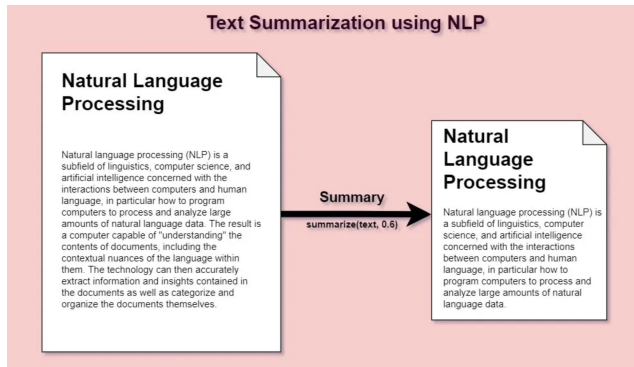 Text Summarization using NLP
Natural Language
Processing
Natural language processing (NLP) is a
subfield of linguistics, computer science, and
artificial intelligence concerned with the
interactions between computers and human
language, in particular how to program
computers to process and analyze large
amounts of natural language data. The result is
a computer capable of "understanding" the
contents of documents, including the
contextual nuances of the language within
them. The technology can then accurately
extract information and insights contained in
the documents as well as categorize and
organize the documents themselves.
Summary
summarize(text, 0.6)
Natural
Language
Processing
Natural language processing (NLP) is
a subfield of linguistics, computer
science, and artificial intelligence
concerned with the interactions
between computers and human
language, in particular how to
program computers to process and
analyze large amounts of natural
language data.